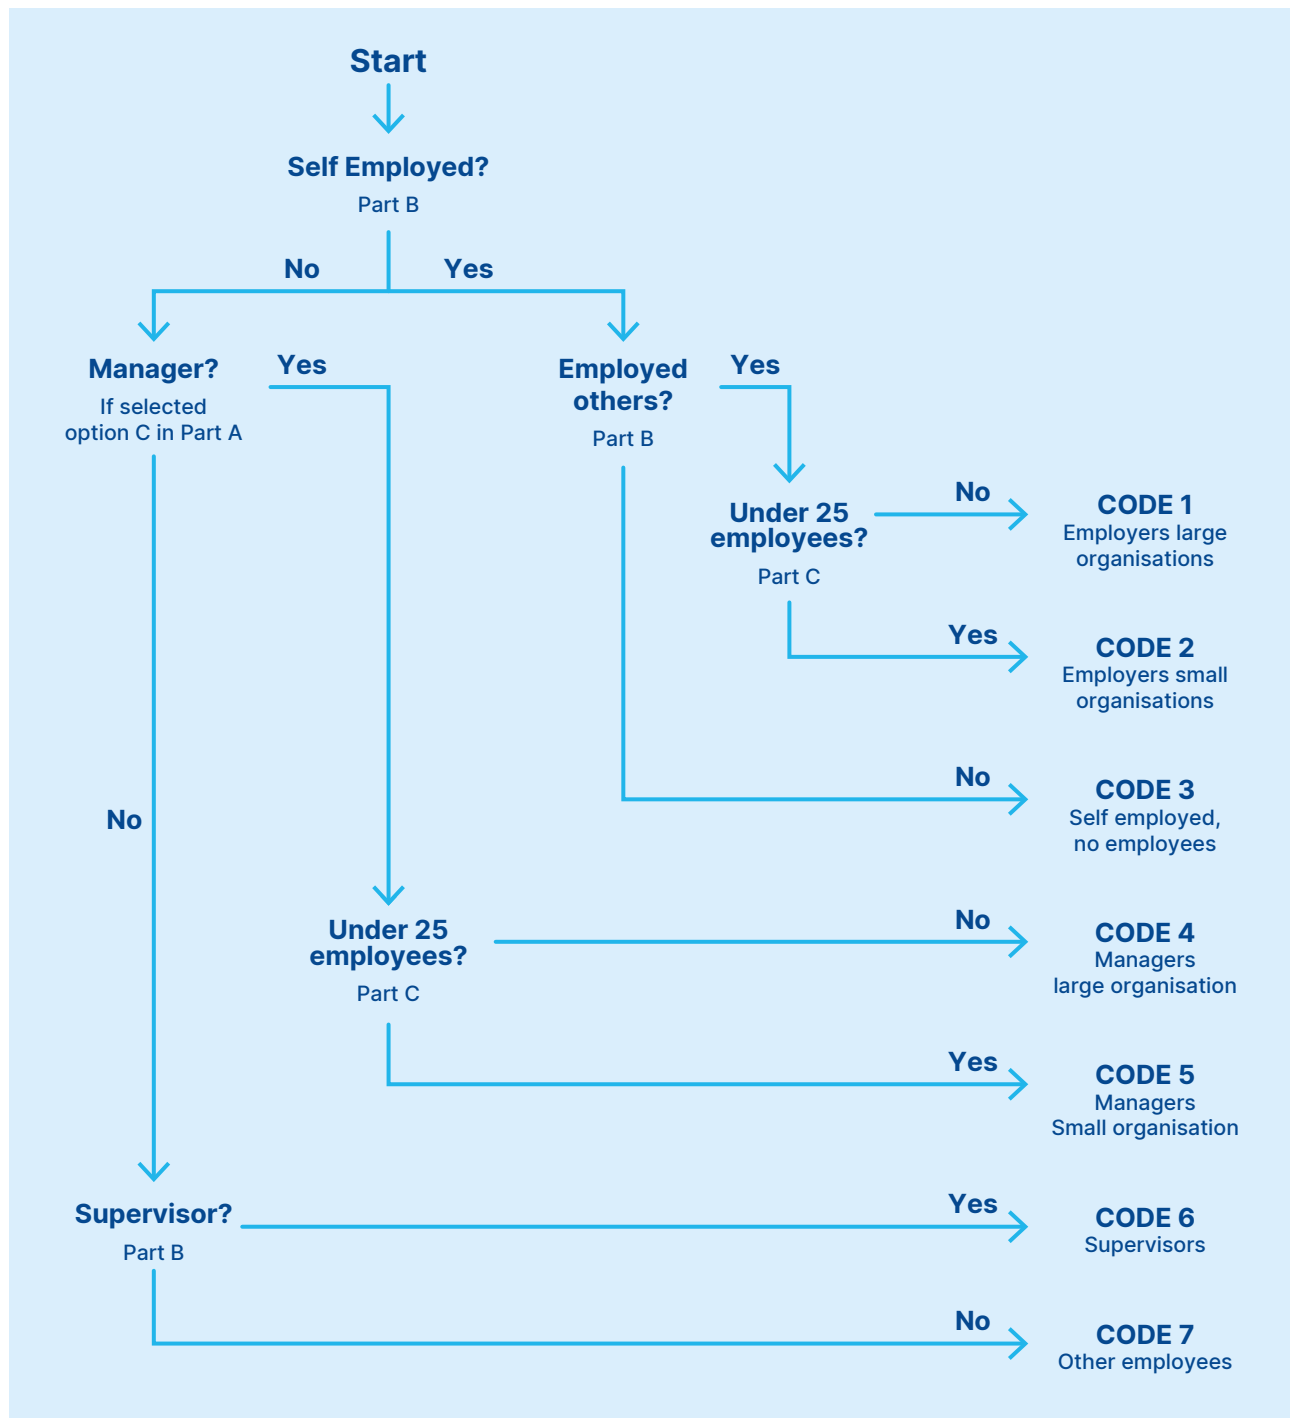 Start
Self Employed?
Part B
No
Yes
Manager?
If selected
option C in Part A
Yes
Employed
others?
Part B
Yes
Under 25
employees?
Part C
No
CODE 1
Employers large
organisations
Yes
CODE 2
Employers small
organisations
No
CODE 3
Self employed,
no employees
No
Under 25
employees?
Part C
No
CODE 4
Managers
large organisation
Yes
CODE 5
Managers
Small organisation
Supervisor?
Part B
Yes
CODE 6
Supervisors
No
CODE 7
Other employees